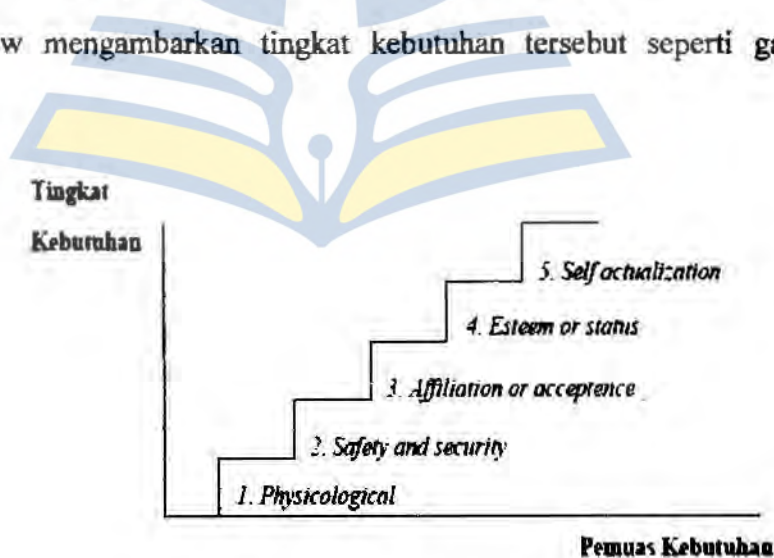 w mengambarkan tingkat kebutuhan tersebut seperti ga
Tingkat
Kebutuhan
5. Self actualization
4. Esteem or status
3. Affiliation or acceptence
2. Safety and security
1. Physicological
Pemuas Kebutuhan